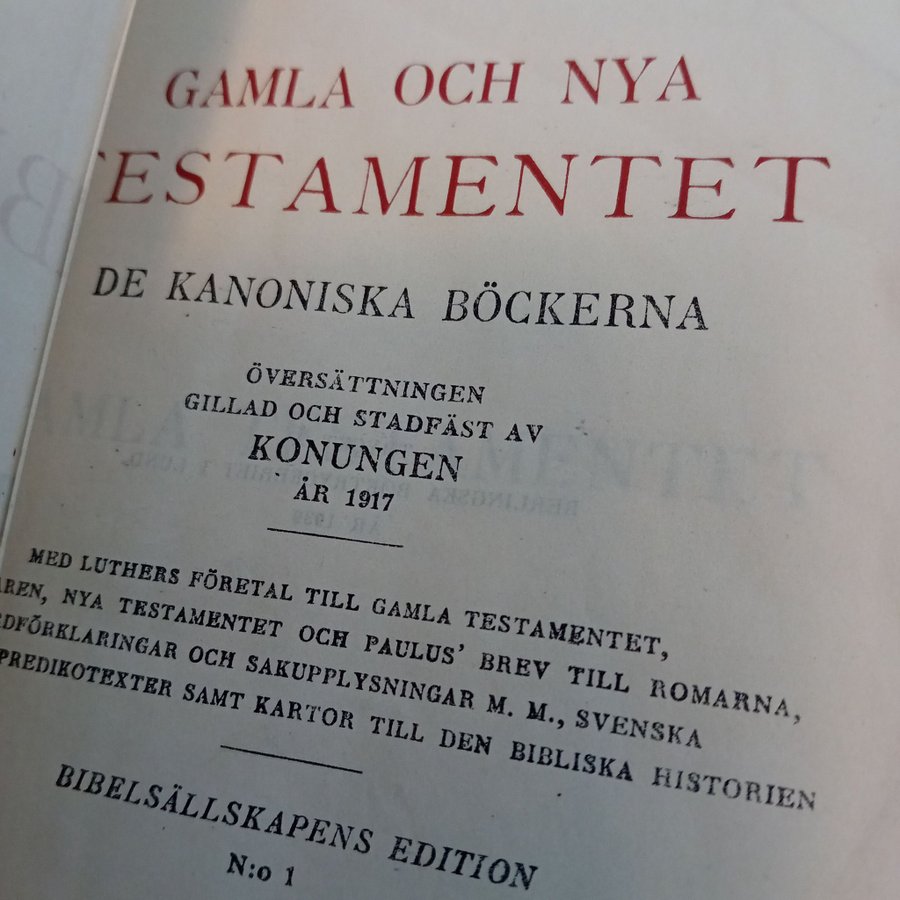 GAMLA OCH NYA
TESTAMENTET
DE KANONISKA BÖCKERNA
ÖVERSÄTTNINGEN
GILLAD OCH STADFÄST AV
KONUNGEN
ÅR 1917
MED LUTHERS FÖRETAL TILL GAMLA TESTAMENTET,
NYA TESTAMENTET OCH PAULUS' BREV TILL ROMARNA,
OCH SAKUPPLYSNINGAR M. M., SVENSKA
PREDIKOTEXTER SAMT KARTOR TILL DEN BIBLISKA HISTORIEN
BIBELSÄLLSKAPENS EDITION
N:o 1